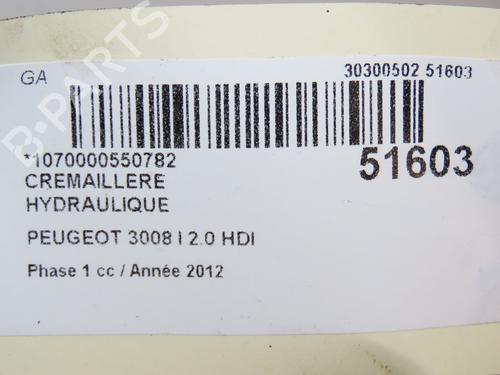 GA
30300502 51603
*1070000550782
51603
CREMAILLERE
HYDRAULIQUE
PEUGEOT 3008 I 2.0 HDI
Phase 1 cc / Année 2012
B-PARTS